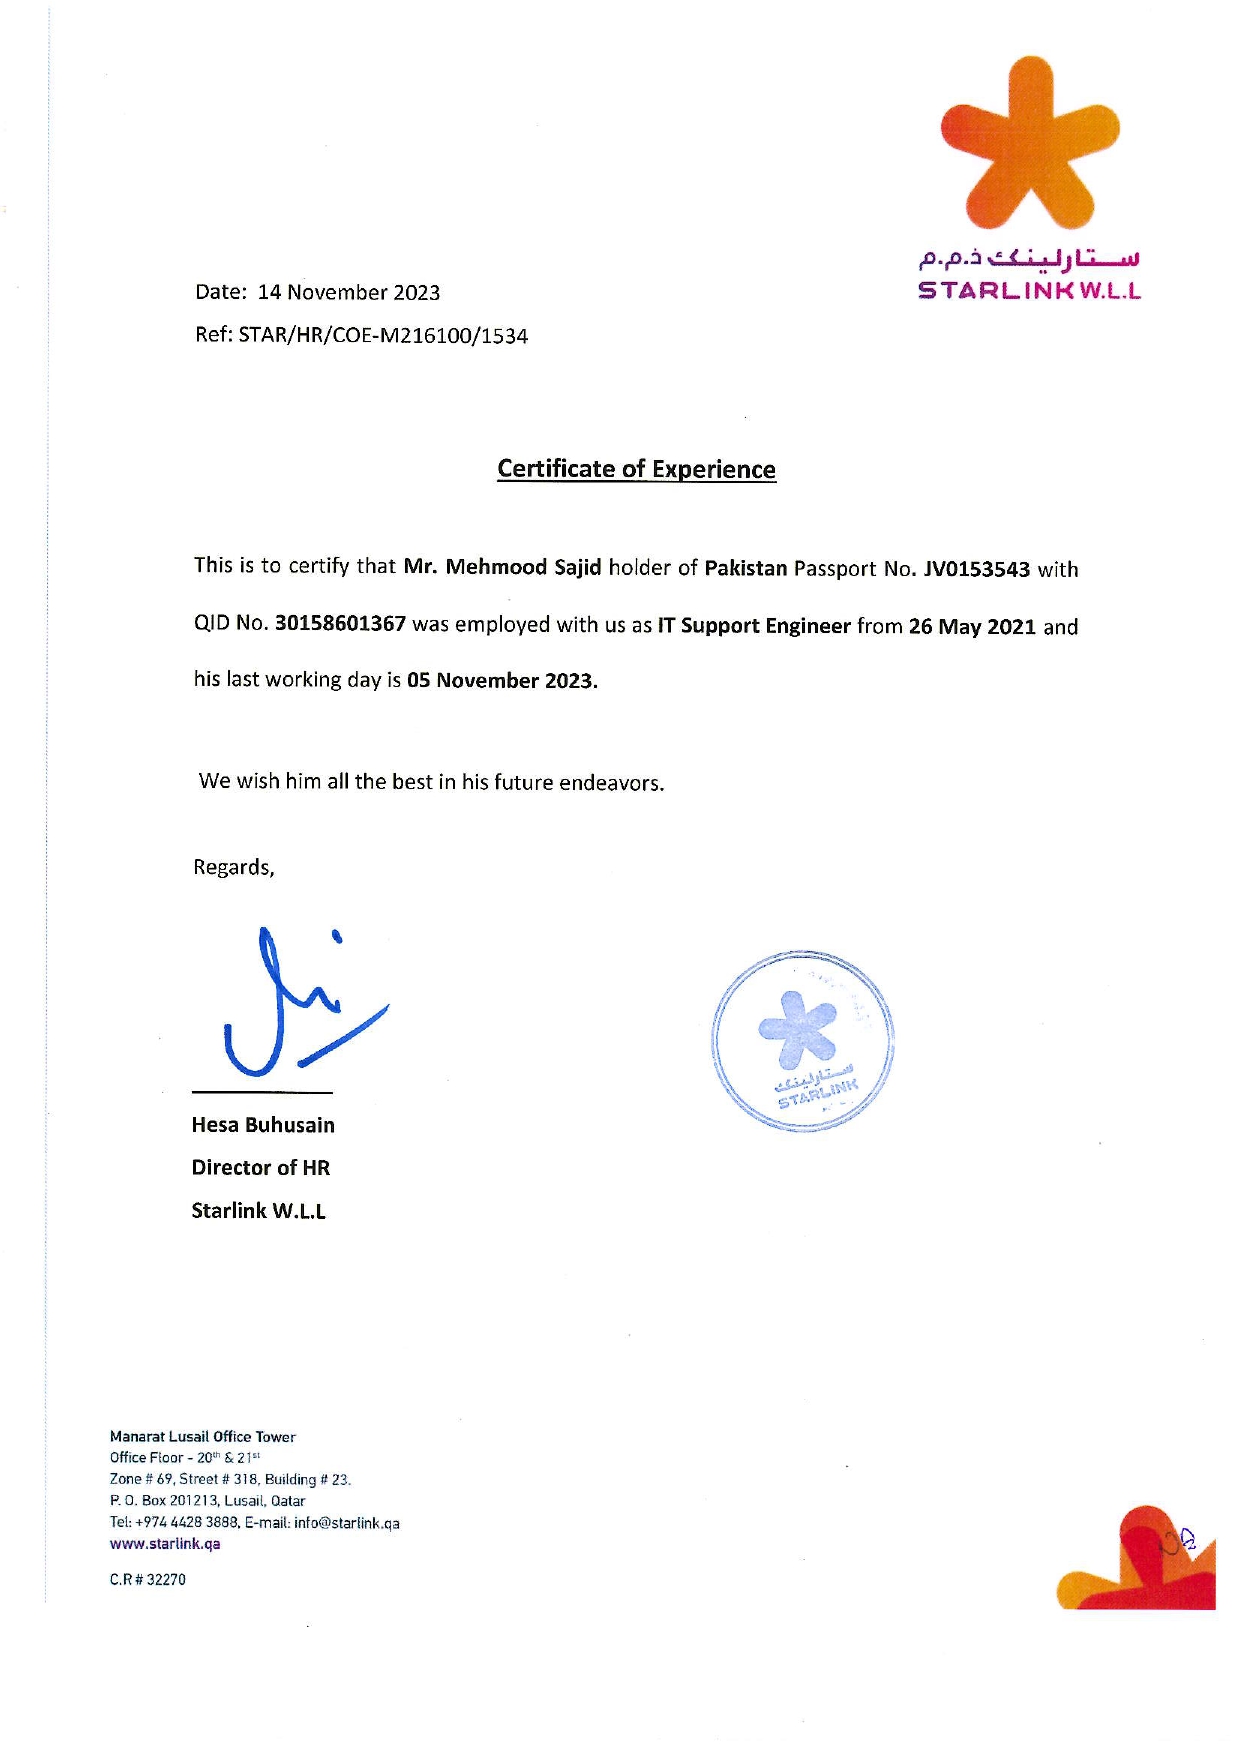 ستارلينك ذ.م.م
STARLINK W.L.L
Date: 14 November 2023
Ref: STAR/HR/COE-M216100/1534
Certificate of Experience
This is to certify that Mr. Mehmood Sajid holder of Pakistan Passport No. JV0153543 with
QID No. 30158601367 was employed with us as IT Support Engineer from 26 May 2021 and
his last working day is 05 November 2023.
We wish him all the best in his future endeavors.
Regards,
ستارلينك
STARLINK
Hesa Buhusain
Director of HR
Starlink W.L.L
Manarat Lusail Office Tower
Office Floor - 20th & 21st
Zone # 69, Street # 318, Building # 23.
P. O. Box 201213, Lusail, Qatar
Tel: +974 4428 3888, E-mail: info@starlink.qa
www.starlink.qa
C.R # 32270